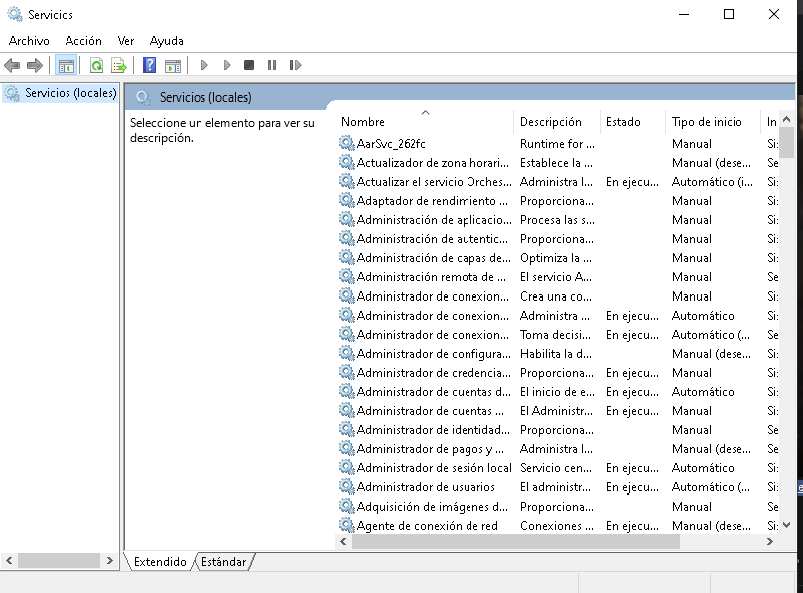 Servicics
Archivo Acción Ver Ayuda
Servicios (locales)
Servicios (locales)
Seleccione un elemento para ver su
descripción.
Nombre Descripción Estado Tipo de inicio In
AarSvc_262fc Runtime for ... Manual Si:
Actualizador de zona horari... Establece la ... Manual (dese... Se
Actualizar el servicio Orches... Administra l... En ejecu... Automático (i... Si:
Adaptador de rendimiento ... Proporciona... Manual Si:
Administración de aplicacio... Procesa las s... Manual Si:
Administración de autentic... Proporciona... Manual Si:
Administración de capas de... Optimiza la ... Manual Si:
Administración remota de ... El servicio A... Manual Se
Administrador de conexion... Crea una co... Manual Si:
Administrador de conexion... Administra ... En ejecu... Automático Si:
Administrador de conexion... Toma decisi... En ejecu... Automático (... Si:
Administrador de configura... Habilita la d... Manual (dese... Si:
Administrador de credencia... Proporciona... En ejecu... Manual Si:
Administrador de cuentas d... El inicio de e... En ejecu... Automático Si:
Administrador de cuentas ... El Administr... En ejecu... Manual Si:
Administrador de identidad... Proporciona... Manual Se
Administrador de pagos y ... Administra l... Manual (dese... Se
Administrador de sesión local Servicio cen... En ejecu... Automático Si:
Administrador de usuarios El administr... En ejecu... Automático (... Si:
Adquisición de imágenes d... Proporciona... Manual Se
Agente de conexión de red Conexiones ... En ejecu... Manual (dese... Si:
Extendido Estándar